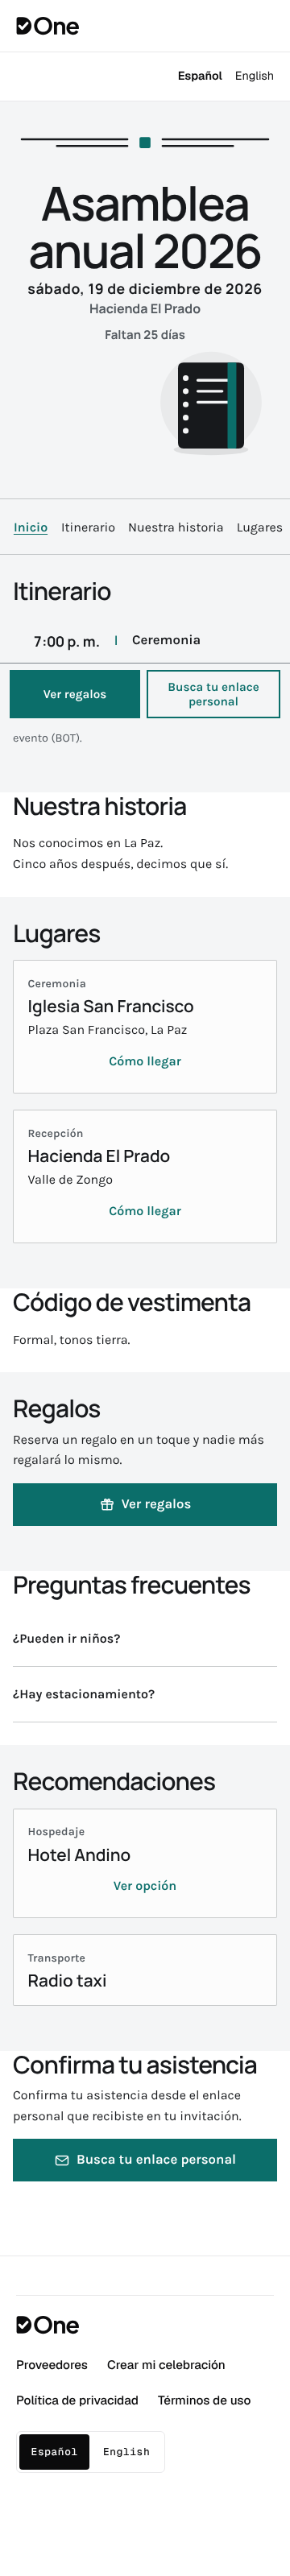 One
Español English
Asamblea
anual 2026
sábado, 19 de diciembre de 2026
Hacienda El Prado
Faltan 25 días
Inicio Itinerario Nuestra historia Lugares
Itinerario
7:00 p. m. Ceremonia
Ver regalos
Busca tu enlace
personal
evento (BOT).
Nuestra historia
Nos conocimos en La Paz.
Cinco años después, decimos que sí.
Lugares
Ceremonia
Iglesia San Francisco
Plaza San Francisco, La Paz
Cómo llegar
Recepción
Hacienda El Prado
Valle de Zongo
Cómo llegar
Código de vestimenta
Formal, tonos tierra.
Regalos
Reserva un regalo en un toque y nadie más
regalará lo mismo.
Ver regalos
Preguntas frecuentes
¿Pueden ir niños?
¿Hay estacionamiento?
Recomendaciones
Hospedaje
Hotel Andino
Ver opción
Transporte
Radio taxi
Confirma tu asistencia
Confirma tu asistencia desde el enlace
personal que recibiste en tu invitación.
Busca tu enlace personal
One
Proveedores Crear mi celebración
Política de privacidad Términos de uso
Español English